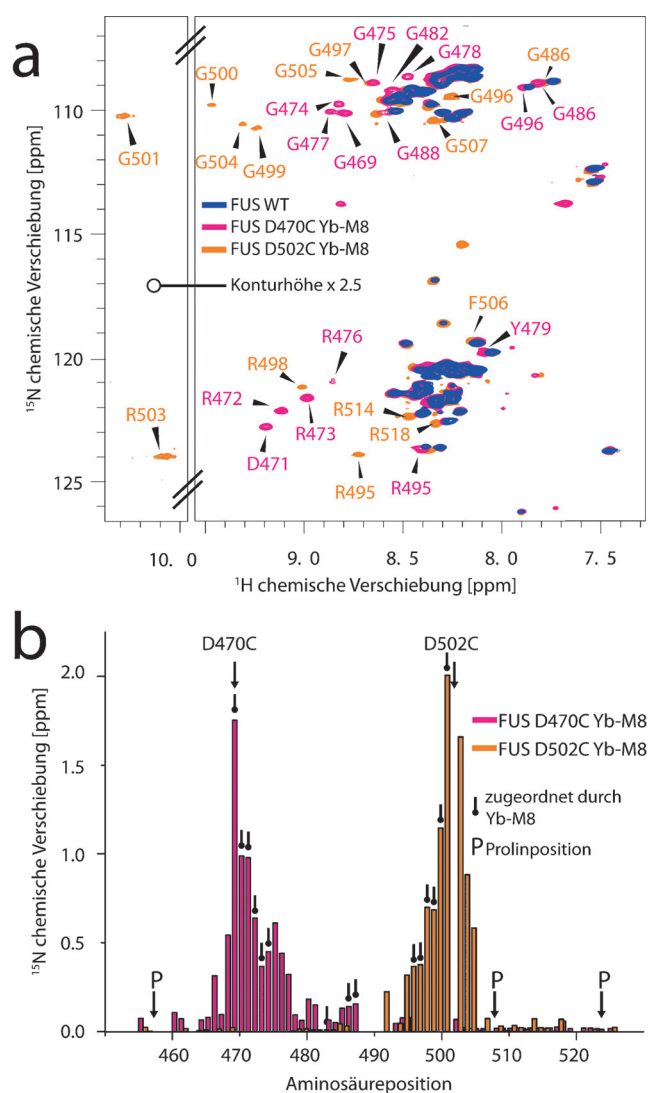 a
G475
G482
G478
G497
G505
G500
G474
G496
G486
G501
G504
G499
G477
G469
G488
G507
G496
G486
110
115
120
125
FUS WT
FUS D470C Yb-M8
FUS D502C Yb-M8
Konturhöhe x 2.5
¹⁵N chemische Verschiebung [ppm]
F506
Y479
R476
R498
R472
R473
R514
R518
D471
R503
R495
R495
10. 0
9. 0
8. 5
8. 0
7. 5
¹H chemische Verschiebung [ppm]
b
D470C
D502C
2.0
1.5
1.0
0.5
0.0
FUS D470C Yb-M8
FUS D502C Yb-M8
zugeordnet durch
Yb-M8
P Prolinposition
¹⁵N chemische Verschiebung [ppm]
P
P
P
460
470
480
490
500
510
520
Aminosäureposition